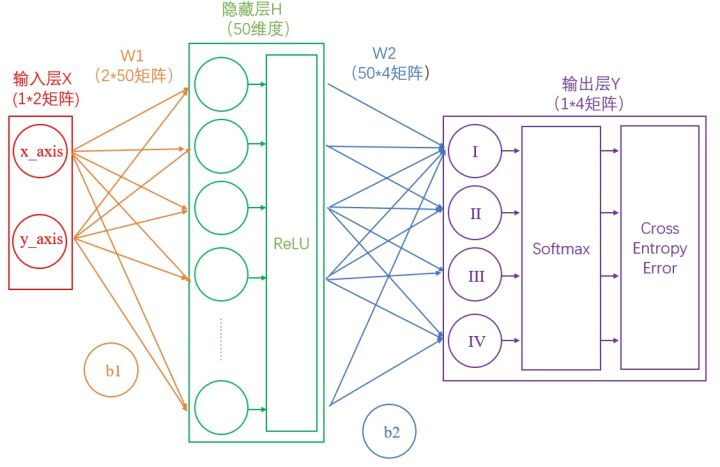 输入层X
(1*2矩阵)
x_axis
y_axis
W1
(2*50矩阵)
b1
隐藏层H
(50维度)
ReLU
W2
(50*4矩阵)
b2
输出层Y
(1*4矩阵)
I
II
III
IV
Softmax
Cross
Entropy
Error